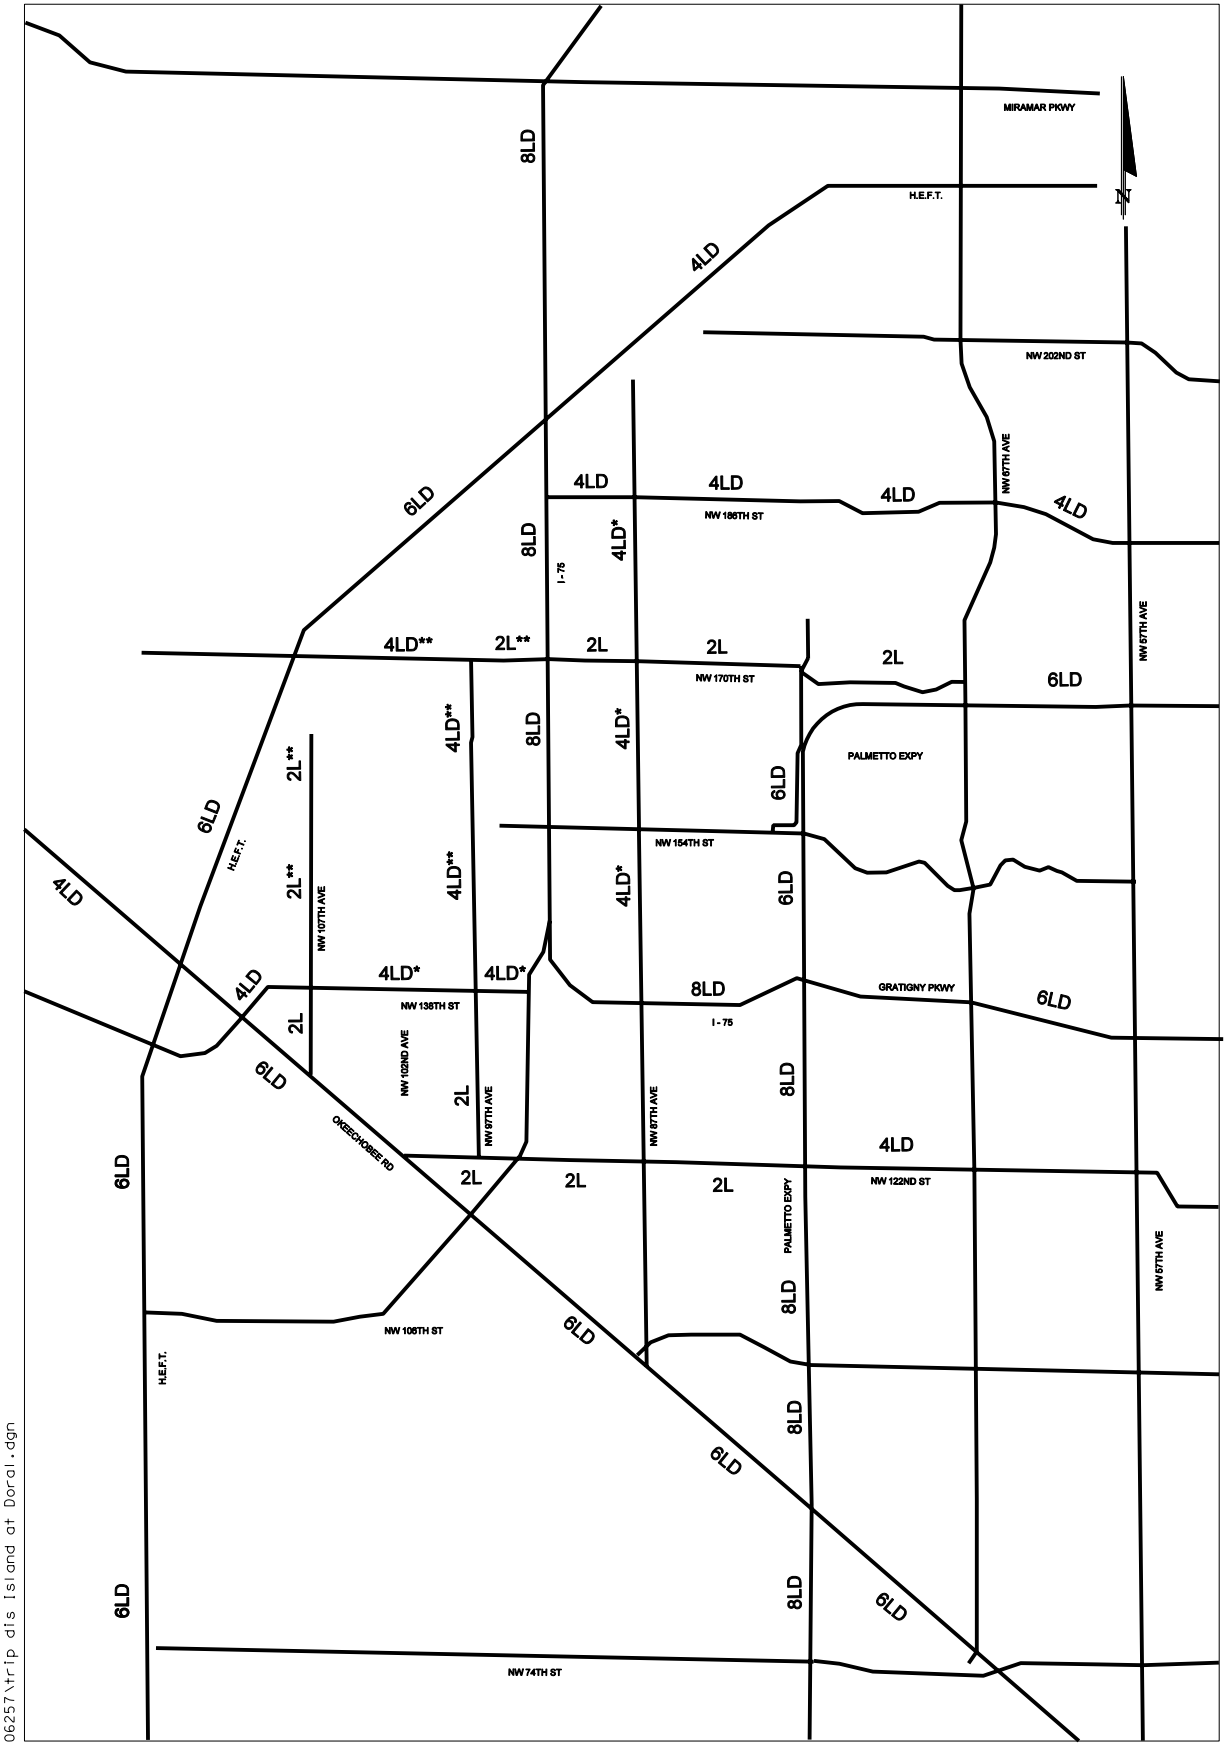 MIRAMAR PKWY
8LD
H.E.F.T.
N
4LD
NW 202ND ST
NW 67TH AVE
4LD
4LD
4LD
4LD
6LD
NW 186TH ST
8LD
4LD*
I - 75
NW 57TH AVE
4LD**
2L**
2L
2L
2L
NW 170TH ST
6LD
4LD**
8LD
4LD*
2L**
PALMETTO EXPY
6LD
6LD
H.E.F.T.
NW 154TH ST
4LD
2L**
4LD**
4LD*
6LD
NW 107TH AVE
4LD
4LD*
4LD*
NW 138TH ST
8LD
GRATIGNY PKWY
6LD
I - 75
2L
6LD
NW 102ND AVE
2L
NW 97TH AVE
NW 87TH AVE
8LD
OKEECHOBEE RD
4LD
6LD
2L
2L
2L
NW 122ND ST
PALMETTO EXPY
NW 57TH AVE
8LD
6LD
NW 106TH ST
H.E.F.T.
8LD
6LD
6LD
8LD
6LD
NW 74TH ST
06257\trip dis Island at Doral.dgn